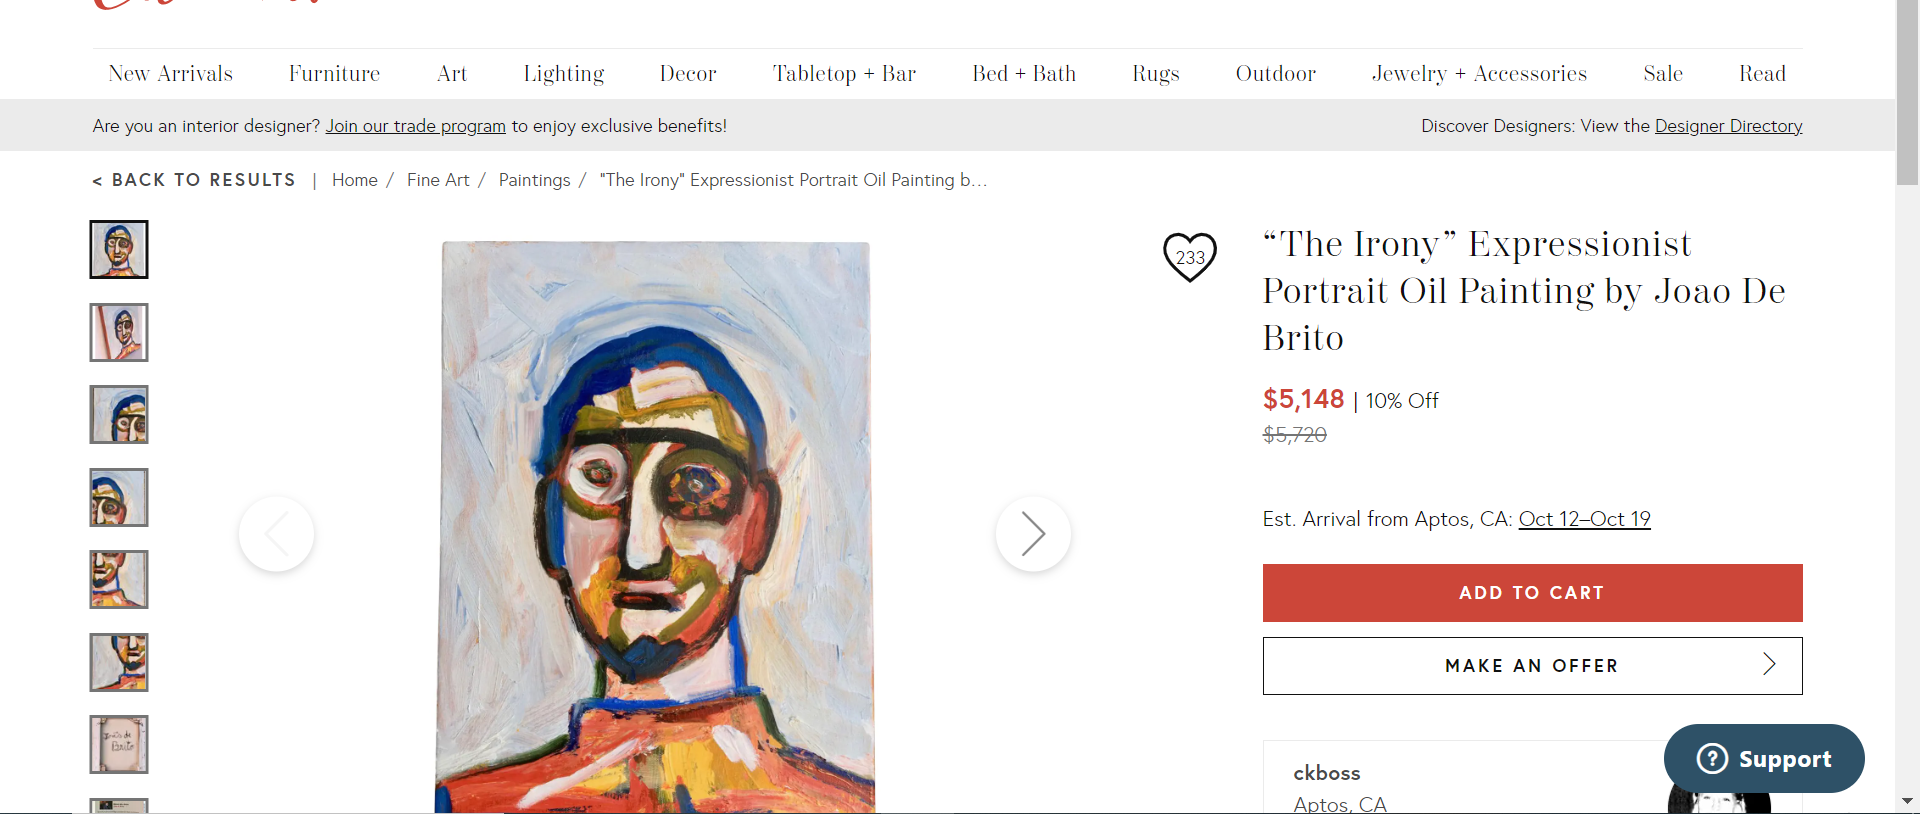 New Arrivals Furniture Art Lighting Decor Tabletop + Bar Bed + Bath Rugs Outdoor Jewelry + Accessories Sale Read
Are you an interior designer? Join our trade program to enjoy exclusive benefits! Discover Designers: View the Designer Directory
< BACK TO RESULTS | Home / Fine Art / Paintings / "The Irony" Expressionist Portrait Oil Painting b...
233
“The Irony” Expressionist
Portrait Oil Painting by Joao De
Brito
$5,148 | 10% Off
$5,720
Est. Arrival from Aptos, CA: Oct 12–Oct 19
ADD TO CART
MAKE AN OFFER
ckboss
Aptos, CA
? Support
Brito